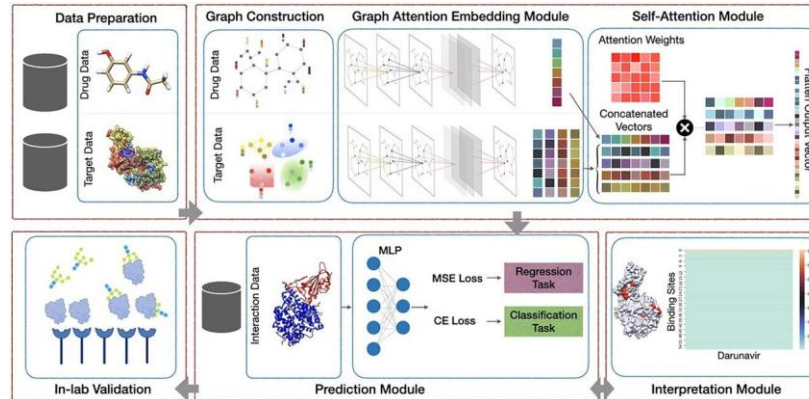 Data Preparation
Drug Data
Target Data
Graph Construction
Drug Data
Target Data
Graph Attention Embedding Module
Self-Attention Module
Attention Weights
Concatenated
Vectors
Flatten Output Vector
In-lab Validation
Interaction Data
MLP
MSE Loss
Regression
Task
CE Loss
Classification
Task
Prediction Module
Binding Sites
Darunavir
Interpretation Module